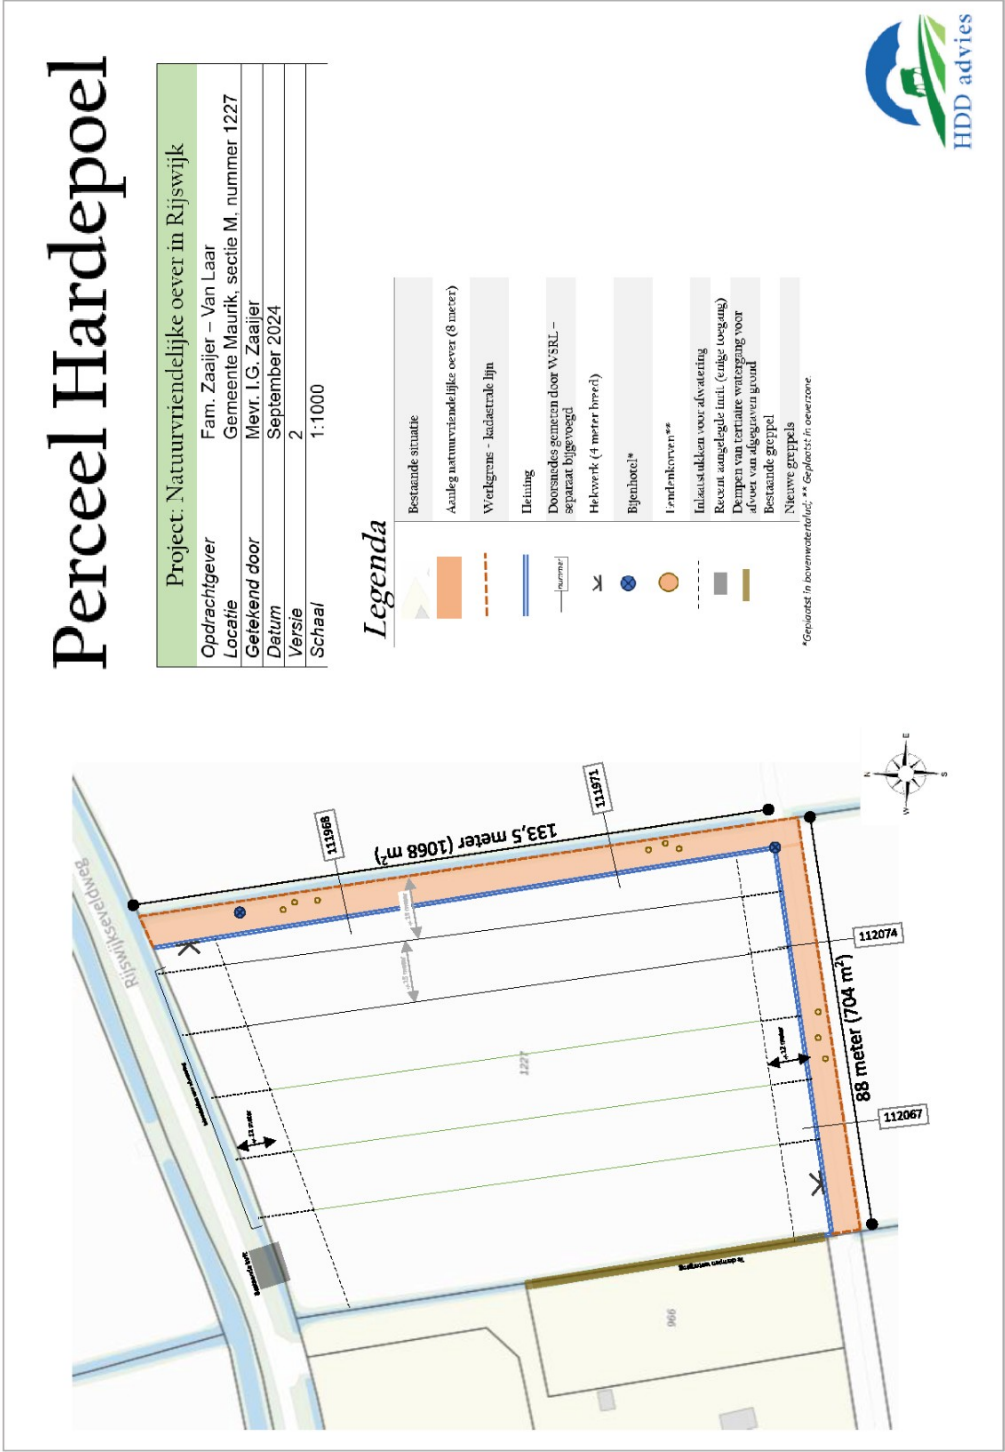 Perceel Hardepoel
Project: Natuurvriendelijke oever in Rijswijk
Opdrachtgever Fam. Zaaijer – Van Laar
Locatie Gemeente Maurik, sectie M, nummer 1227
Getekend door Mevr. I.G. Zaaijer
Datum September 2024
Versie 2
Schaal 1:1000
Legenda
Bestaande situatie
Aanleg natuurvriendelijke oever (8 meter)
Werkgrens - kadastrale lijn
Heining
nummer
Doorsnedes gemeten door WSRL –
separaat bijgevoegd
Hekwerk (4 meter breed)
Bijenhotel*
Eendenkorven**
Inlaatstukken voor afwatering
Recent aangelegde inrit (enige toegang)
Dempen van tertiaire watergang voor
afvoer van afgegraven grond
Bestaande greppel
Nieuwe greppels
*Geplaatst in bovenwatertalud; ** Geplaatst in oeverzone.
HDD advies
Rijswijkseveldweg
111968
133,5 meter (1068 m²)
111971
112074
88 meter (704 m²)
112067
1227
966
Te dempen watergang
N
E
S
W